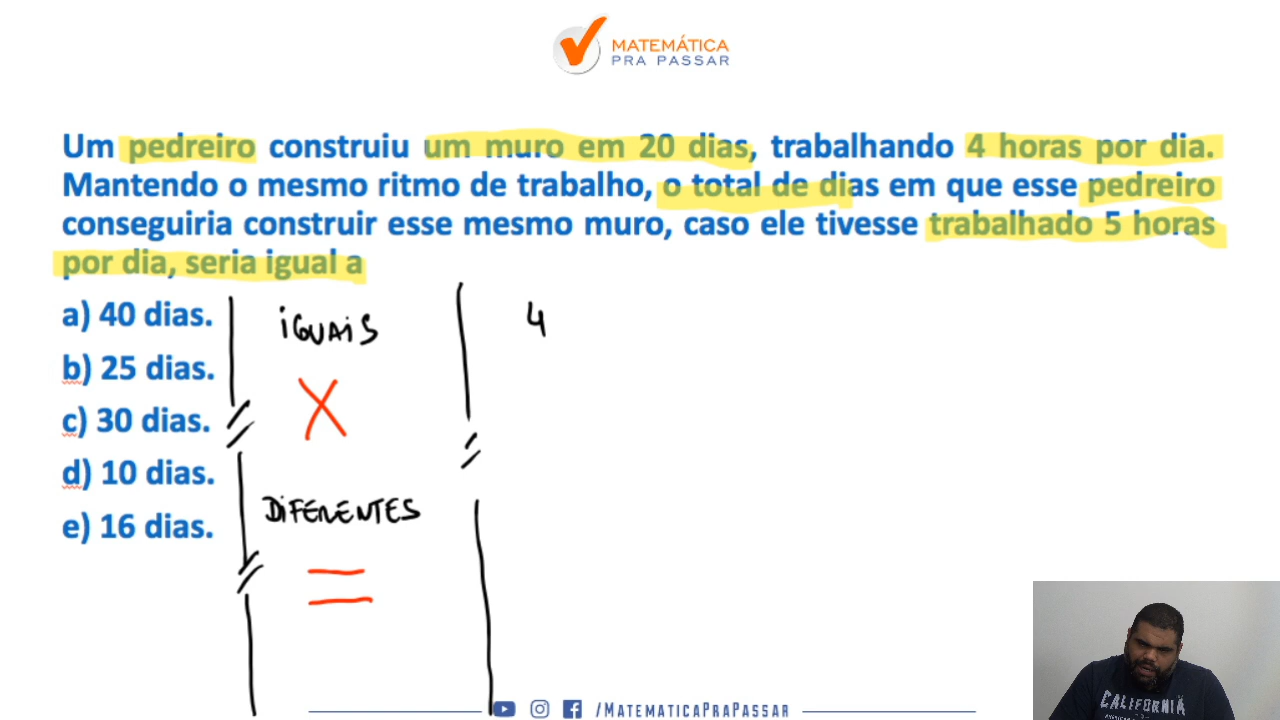 MATEMÁTICA
PRA PASSAR
Um pedreiro construiu um muro em 20 dias, trabalhando 4 horas por dia.
Mantendo o mesmo ritmo de trabalho, o total de dias em que esse pedreiro
conseguiria construir esse mesmo muro, caso ele tivesse trabalhado 5 horas
por dia, seria igual a
a) 40 dias.
b) 25 dias.
c) 30 dias.
d) 10 dias.
e) 16 dias.
iGUAiS
X
DiFERENTES
=
4
CALIFORNIA
/MATEMATICAPRAPASSAR